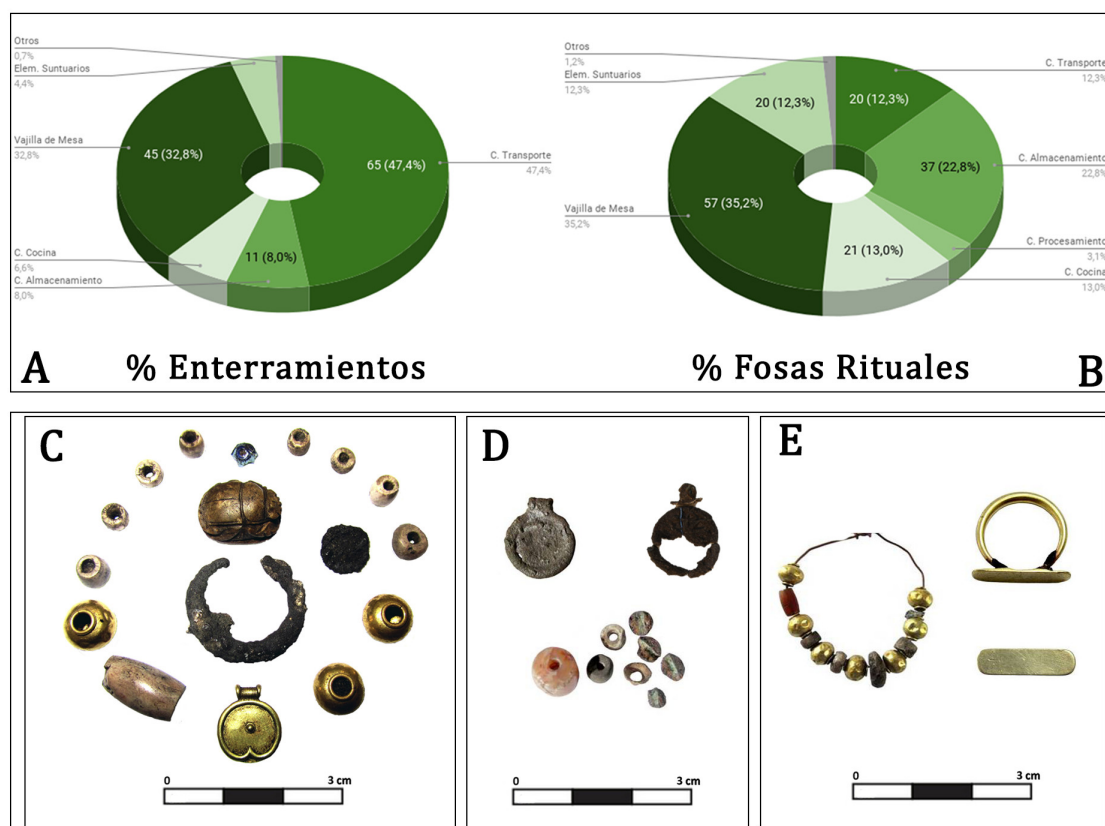 Otros
0,7%
Elem. Suntuarios
4,4%
Vajilla de Mesa
32,8%
C. Cocina
6,6%
C. Almacenamiento
8,0%
C. Transporte
47,4%
45 (32,8%)
65 (47,4%)
11 (8,0%)
A
% Enterramientos
Otros
1,2%
Elem. Suntuarios
12,3%
Vajilla de Mesa
35,2%
C. Transporte
12,3%
C. Almacenamiento
22,8%
C. Procesamiento
3,1%
C. Cocina
13,0%
20 (12,3%)
20 (12,3%)
37 (22,8%)
57 (35,2%)
21 (13,0%)
% Fosas Rituales
B
C
0 3 cm
D
0 3 cm
E
0 3 cm